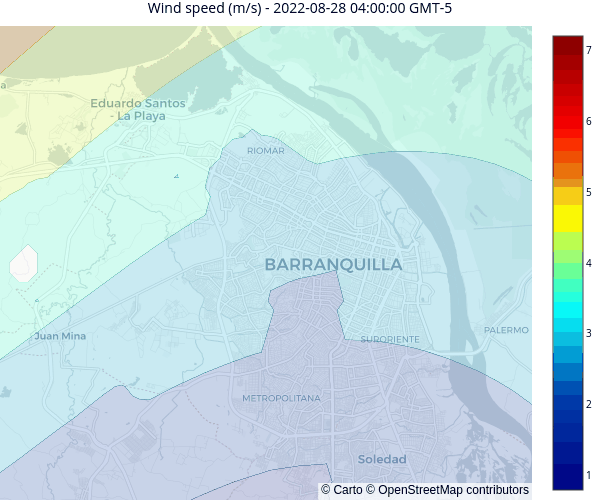 Wind speed (m/s) - 2022-08-28 04:00:00 GMT-5
7
6
5
4
3
2
1
a
Eduardo Santos
- La Playa
RIOMAR
BARRANQUILLA
Juan Mina
SURORIENTE
PALERMO
METROPOLITANA
Soledad
© Carto © OpenStreetMap contributors